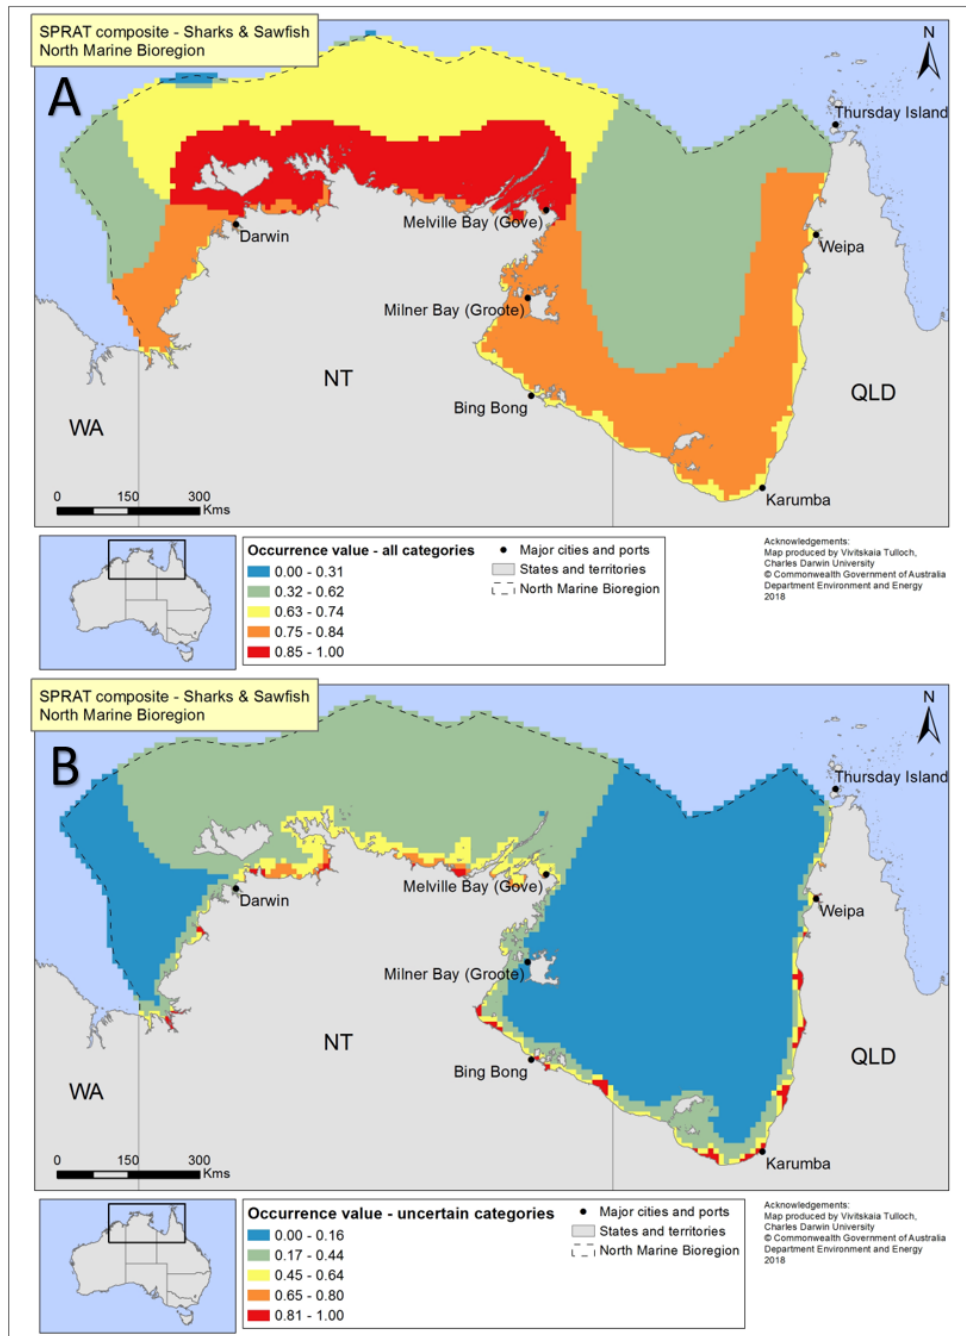 SPRAT composite - Sharks & Sawfish
North Marine Bioregion
N
A
Thursday Island
Melville Bay (Gove)
Darwin
Weipa
Milner Bay (Groote)
NT
QLD
Bing Bong
WA
Karumba
0 150 300
Kms
Occurrence value - all categories
0.00 - 0.31
0.32 - 0.62
0.63 - 0.74
0.75 - 0.84
0.85 - 1.00
Major cities and ports
States and territories
North Marine Bioregion
Acknowledgements:
Map produced by Vivitskaia Tulloch,
Charles Darwin University
© Commonwealth Government of Australia
Department Environment and Energy
2018
SPRAT composite - Sharks & Sawfish
North Marine Bioregion
N
B
Thursday Island
Melville Bay (Gove)
Darwin
Weipa
Milner Bay (Groote)
NT
QLD
Bing Bong
WA
Karumba
0 150 300
Kms
Occurrence value - uncertain categories
0.00 - 0.16
0.17 - 0.44
0.45 - 0.64
0.65 - 0.80
0.81 - 1.00
Major cities and ports
States and territories
North Marine Bioregion
Acknowledgements:
Map produced by Vivitskaia Tulloch,
Charles Darwin University
© Commonwealth Government of Australia
Department Environment and Energy
2018